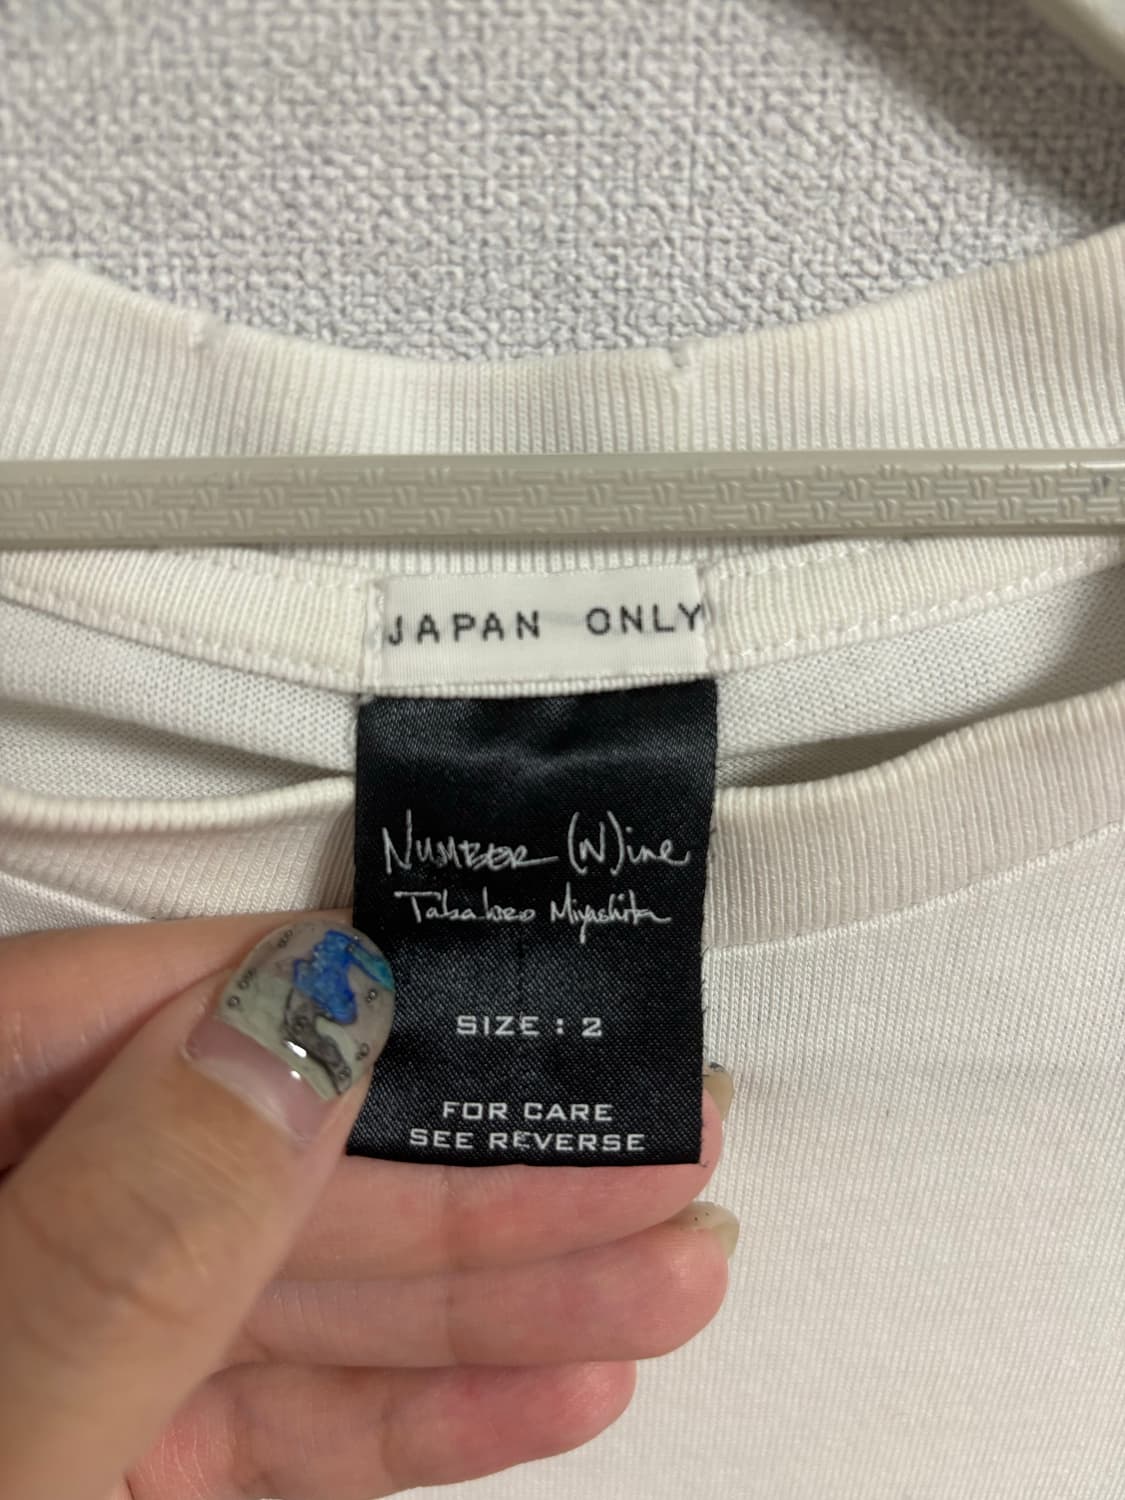 JAPAN ONLY
NUMBER (N)ine
Takahiro Miyashita
SIZE : 2
FOR CARE
SEE REVERSE